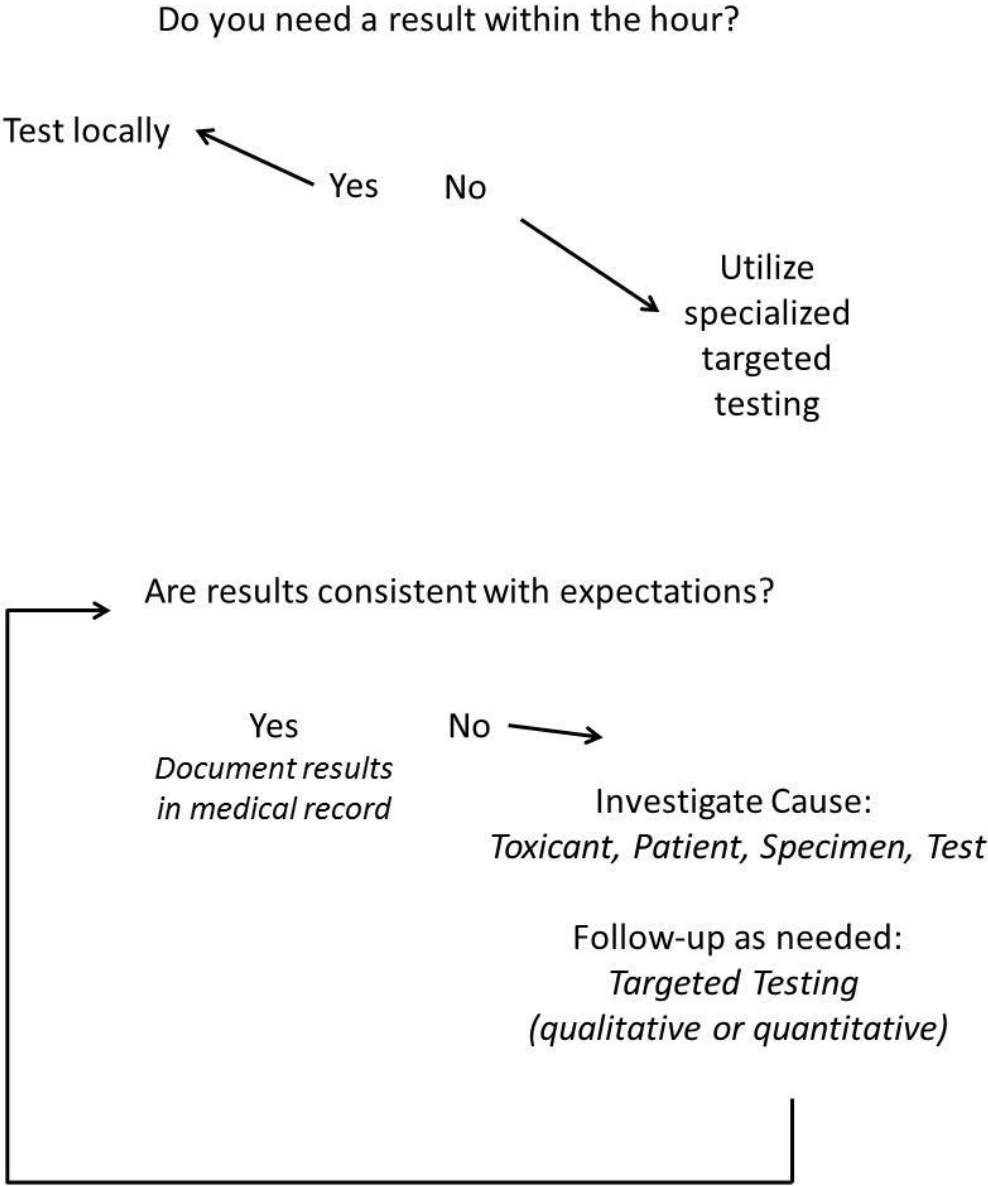 Do you need a result within the hour?
Test locally
Yes
No
Utilize
specialized
targeted
testing
Are results consistent with expectations?
Yes
Document results
in medical record
No
Investigate Cause:
Toxicant, Patient, Specimen, Test
Follow-up as needed:
Targeted Testing
(qualitative or quantitative)